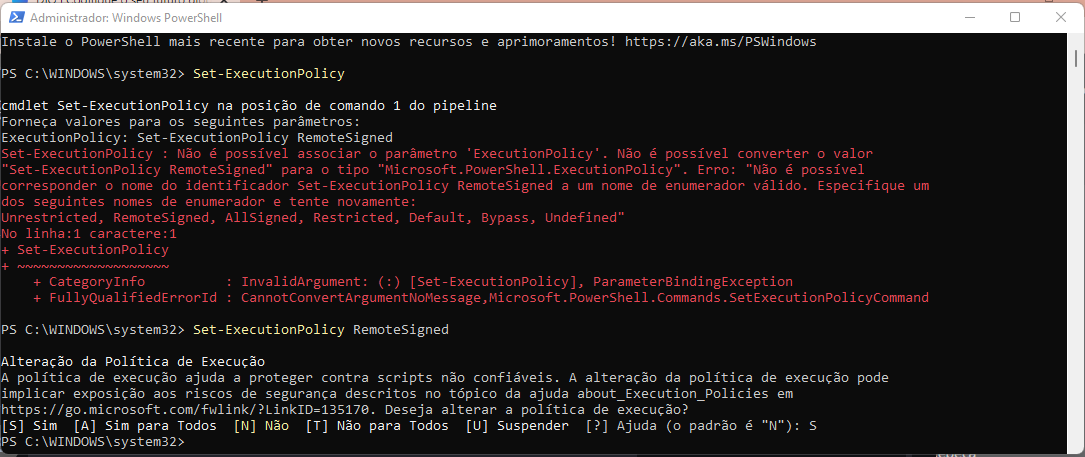 Administrador: Windows PowerShell
Instale o PowerShell mais recente para obter novos recursos e aprimoramentos! https://aka.ms/PSWindows
PS C:\WINDOWS\system32> Set-ExecutionPolicy
cmdlet Set-ExecutionPolicy na posição de comando 1 do pipeline
Forneça valores para os seguintes parâmetros:
ExecutionPolicy: Set-ExecutionPolicy RemoteSigned
Set-ExecutionPolicy : Não é possível associar o parâmetro 'ExecutionPolicy'. Não é possível converter o valor
"Set-ExecutionPolicy RemoteSigned" para o tipo "Microsoft.PowerShell.ExecutionPolicy". Erro: "Não é possível
corresponder o nome do identificador Set-ExecutionPolicy RemoteSigned a um nome de enumerador válido. Especifique um
dos seguintes nomes de enumerador e tente novamente:
Unrestricted, RemoteSigned, AllSigned, Restricted, Default, Bypass, Undefined"
No linha:1 caractere:1
+ Set-ExecutionPolicy
+ ~~~~~~~~~~~~~~~~~~~
+ CategoryInfo : InvalidArgument: (:) [Set-ExecutionPolicy], ParameterBindingException
+ FullyQualifiedErrorId : CannotConvertArgumentNoMessage,Microsoft.PowerShell.Commands.SetExecutionPolicyCommand
PS C:\WINDOWS\system32> Set-ExecutionPolicy RemoteSigned
Alteração da Política de Execução
A política de execução ajuda a proteger contra scripts não confiáveis. A alteração da política de execução pode
implicar exposição aos riscos de segurança descritos no tópico da ajuda about_Execution_Policies em
https://go.microsoft.com/fwlink/?LinkID=135170. Deseja alterar a política de execução?
[S] Sim [A] Sim para Todos [N] Não [T] Não para Todos [U] Suspender [?] Ajuda (o padrão é "N"): S
PS C:\WINDOWS\system32>